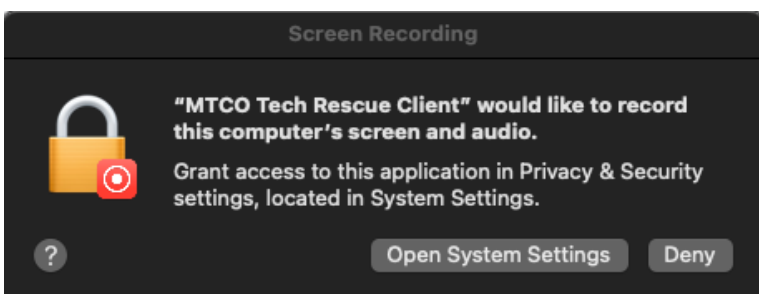 Screen Recording
“MTCO Tech Rescue Client” would like to record
this computer’s screen and audio.
Grant access to this application in Privacy & Security
settings, located in System Settings.
?
Open System Settings
Deny